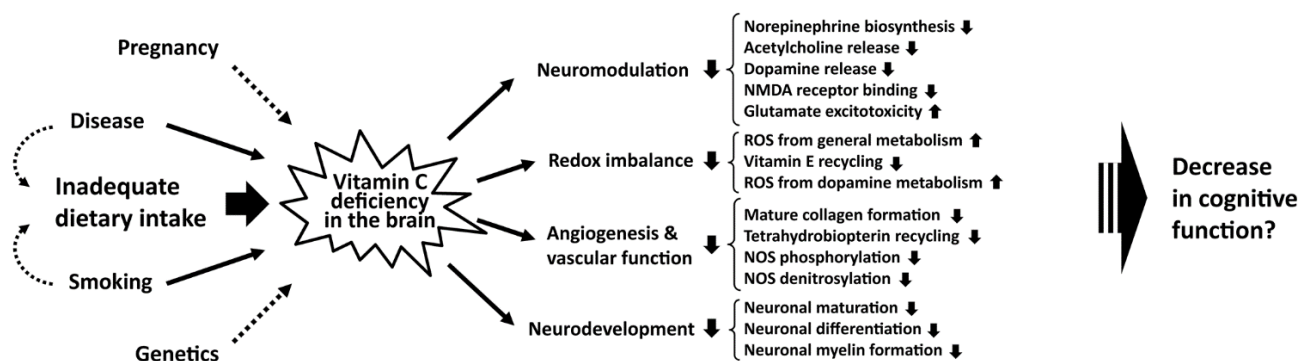 Pregnancy
Disease
Inadequate
dietary intake
Smoking
Genetics
Vitamin C
deficiency
in the brain
Neuromodulation
Norepinephrine biosynthesis
Acetylcholine release
Dopamine release
NMDA receptor binding
Glutamate excitotoxicity
Redox imbalance
ROS from general metabolism
Vitamin E recycling
ROS from dopamine metabolism
Angiogenesis &
vascular function
Mature collagen formation
Tetrahydrobiopterin recycling
NOS phosphorylation
NOS denitrosylation
Neurodevelopment
Neuronal maturation
Neuronal differentiation
Neuronal myelin formation
Decrease
in cognitive
function?